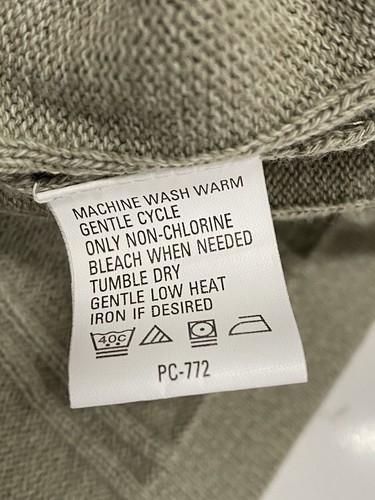 MACHINE WASH WARM
GENTLE CYCLE
ONLY NON-CHLORINE
BLEACH WHEN NEEDED
TUMBLE DRY
GENTLE LOW HEAT
IRON IF DESIRED
40C
PC-772